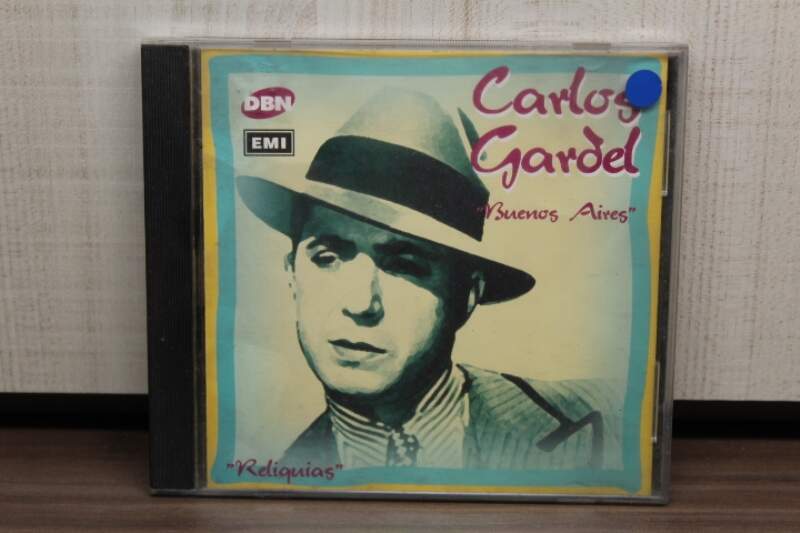 DBN
EMI
Carlos
Gardel
"Buenos Aires"
"Reliquias"